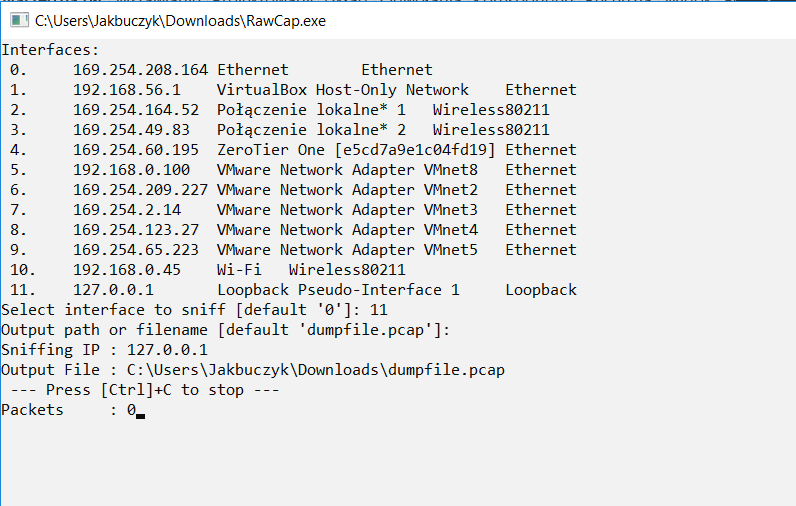 C:\Users\Jakbuczyk\Downloads\RawCap.exe
Interfaces:
0. 169.254.208.164 Ethernet Ethernet
1. 192.168.56.1 VirtualBox Host-Only Network Ethernet
2. 169.254.164.52 Połączenie lokalne* 1 Wireless80211
3. 169.254.49.83 Połączenie lokalne* 2 Wireless80211
4. 169.254.60.195 ZeroTier One [e5cd7a9e1c04fd19] Ethernet
5. 192.168.0.100 VMware Network Adapter VMnet8 Ethernet
6. 169.254.209.227 VMware Network Adapter VMnet2 Ethernet
7. 169.254.2.14 VMware Network Adapter VMnet3 Ethernet
8. 169.254.123.27 VMware Network Adapter VMnet4 Ethernet
9. 169.254.65.223 VMware Network Adapter VMnet5 Ethernet
10. 192.168.0.45 Wi-Fi Wireless80211
11. 127.0.0.1 Loopback Pseudo-Interface 1 Loopback
Select interface to sniff [default '0']: 11
Output path or filename [default 'dumpfile.pcap']:
Sniffing IP : 127.0.0.1
Output File : C:\Users\Jakbuczyk\Downloads\dumpfile.pcap
--- Press [Ctrl]+C to stop ---
Packets : 0